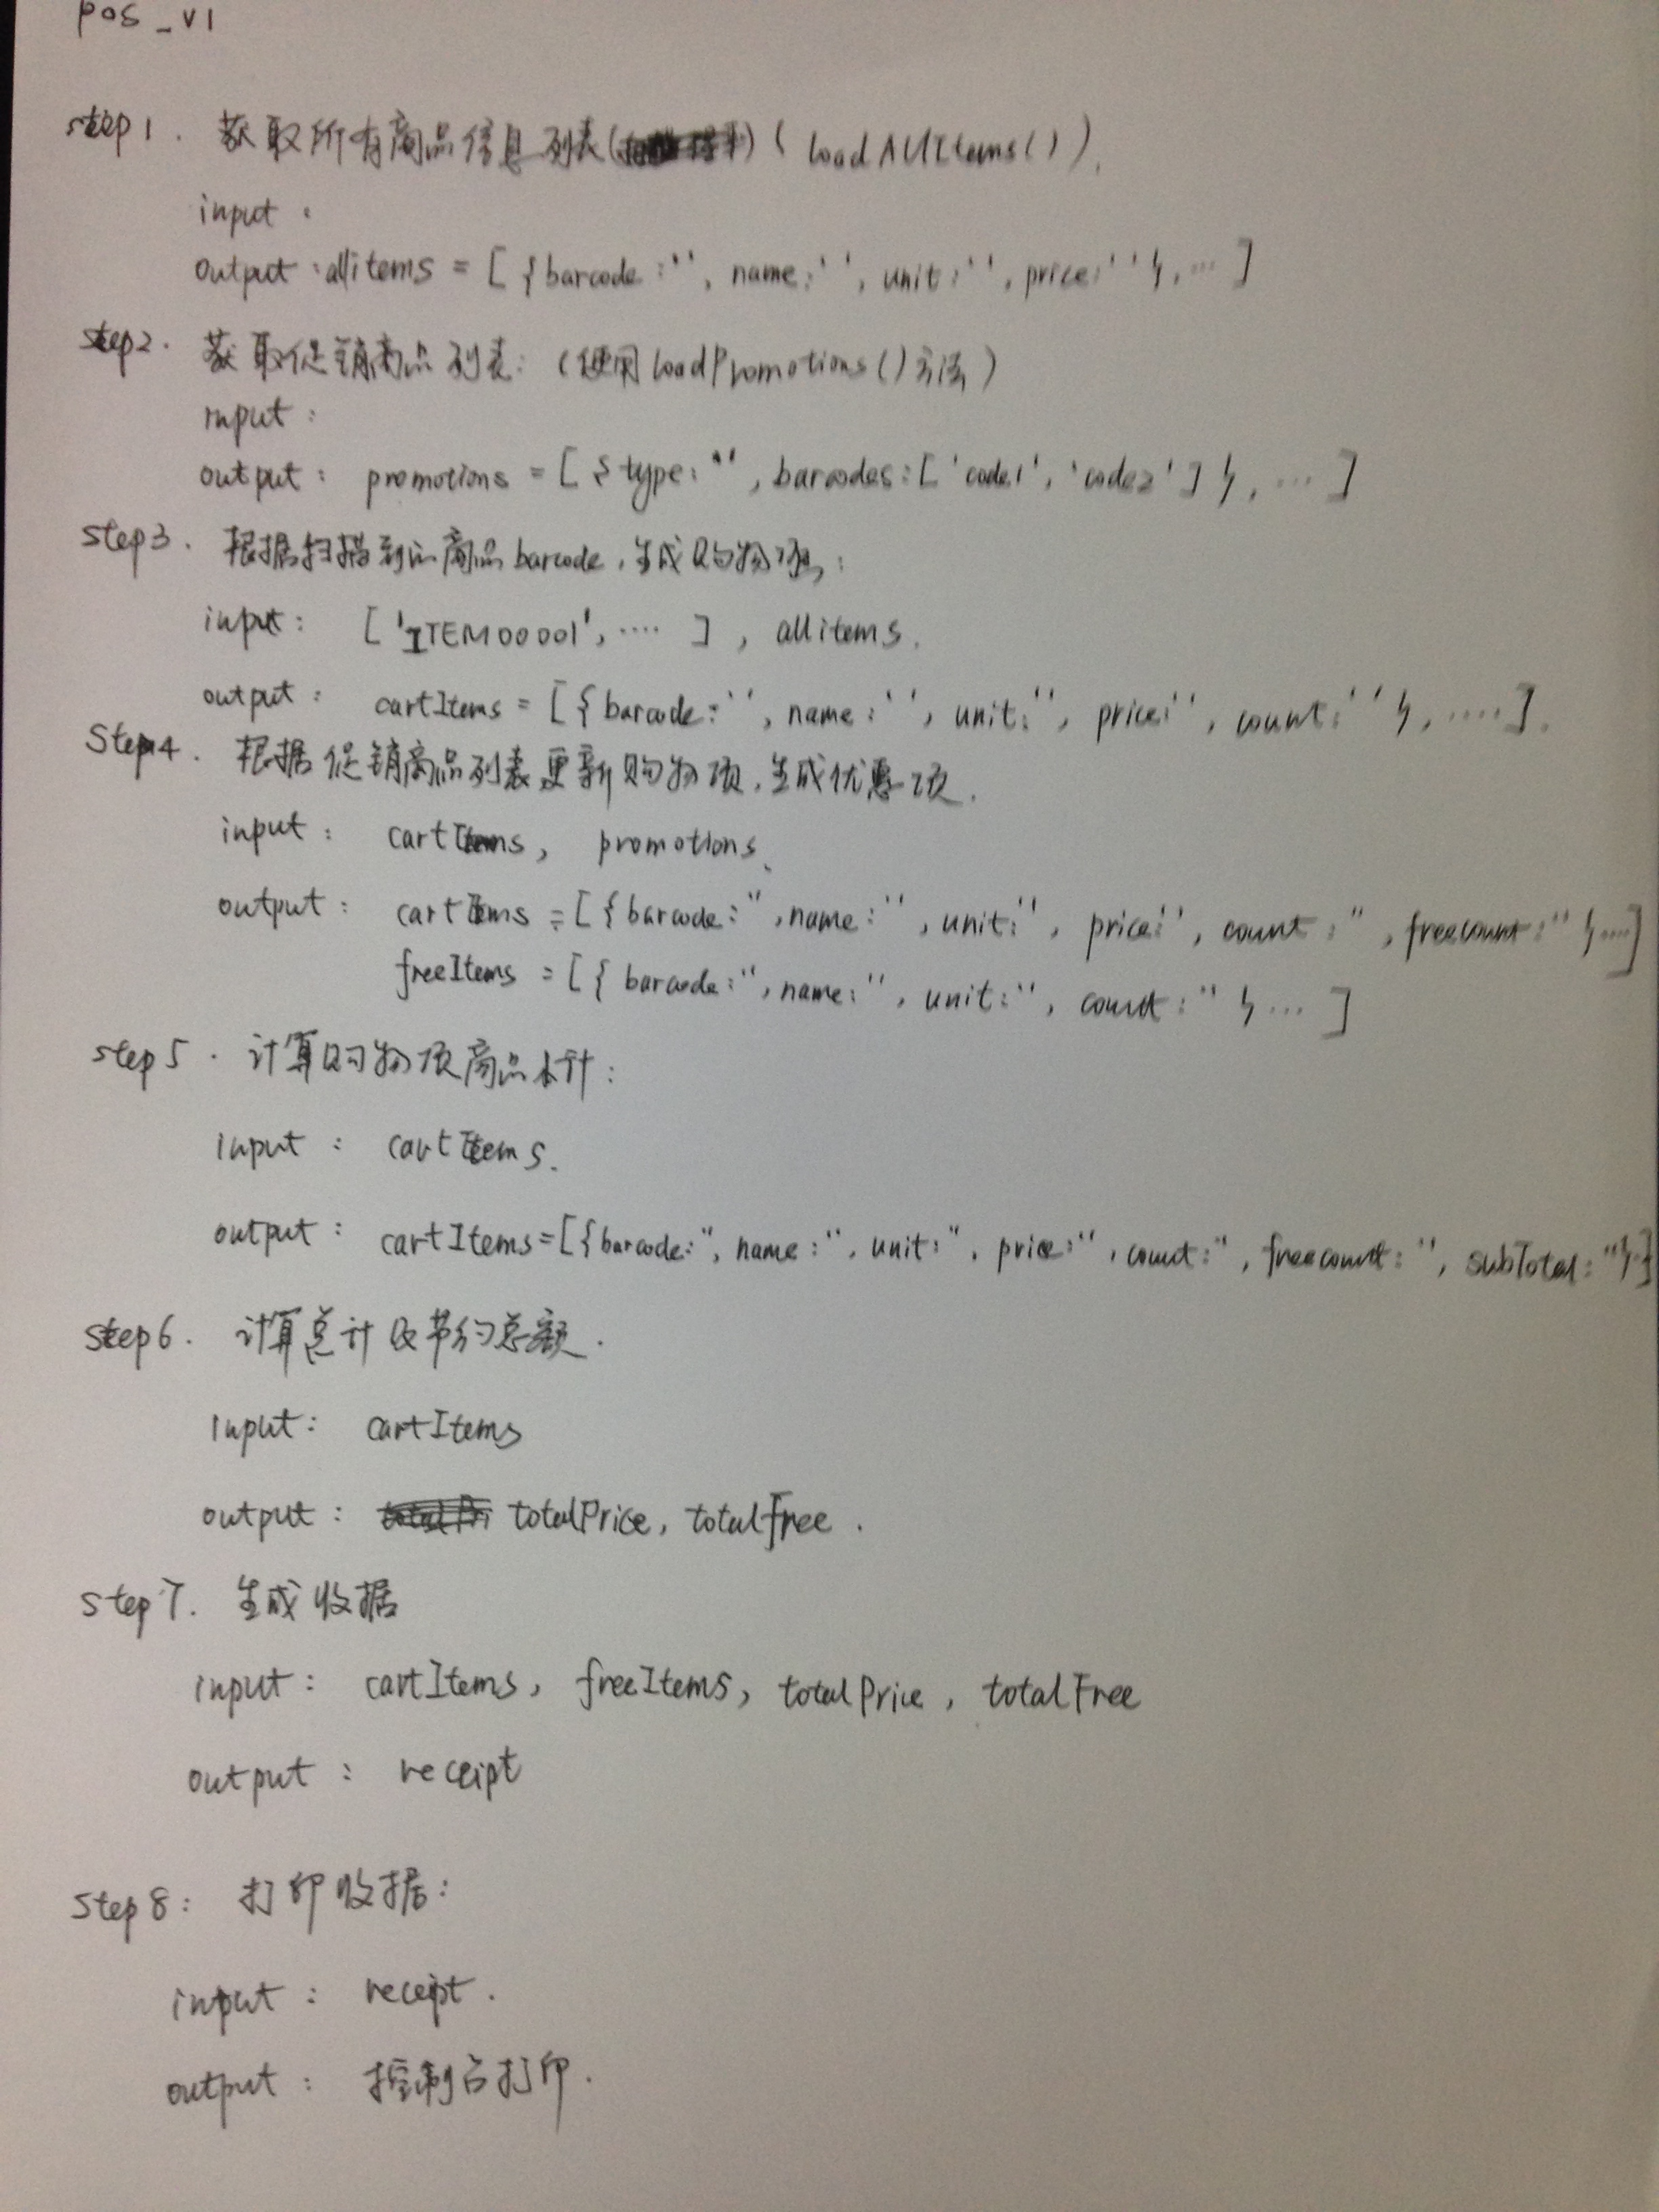 pos_v1
step1. 获取所有商品信息列表 ( loadAllItems() ).
input :
output : allitems = [ {barcode : '', name : '', unit : '', price : '' }, ... ]
step2. 获取促销商品列表: (使用loadPromotions()方法)
input :
output : promotions = [ { type: '', barcodes: [ 'code1', 'code2' ] }, ... ]
step3. 根据扫描到的商品barcode, 生成购物项:
input : [ 'ITEM00001', .... ] , allitems.
output : cartItems = [ { barcode : '', name : '', unit: '', price: '', count: '' }, .... ].
Step4. 根据促销商品列表更新购物项, 生成优惠项.
input : cartItems, promotions.
output : cartItems = [ { barcode: '', name: '', unit: '', price: '', count : '', freecount: '' } .... ]
freeItems = [ { barcode: '', name: '', unit: '', count : '' } ... ]
step5. 计算购物项商品小计:
input : cartItems.
output : cartItems = [ { barcode: '', name : '', unit: '', price: '', count: '', freecount: '', subTotal: '' } ]
Step6. 计算总计及节约总额.
input : cartItems
output : totalPrice, totalfree .
Step7. 生成收据
input : cartItems, freeItems, totalPrice, totalFree
output : receipt
Step8: 打印收据:
input : receipt .
output : 控制台打印.